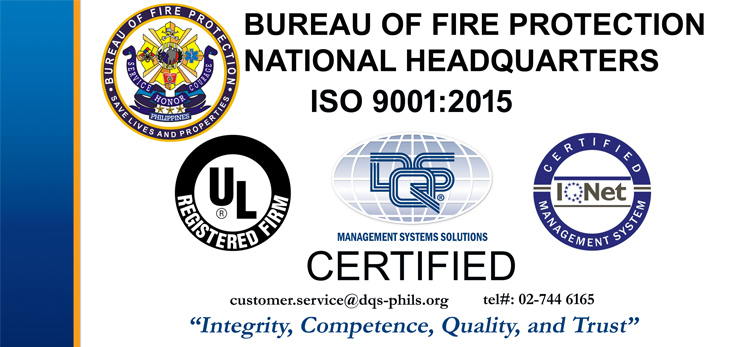 BUREAU OF FIRE PROTECTION
SERVICE HONOR COURAGE
PHILIPPINES
• SAVE LIVES AND PROPERTIES •
BUREAU OF FIRE PROTECTION
NATIONAL HEADQUARTERS
ISO 9001:2015
UL
®
REGISTERED FIRM
DQS
®
MANAGEMENT SYSTEMS SOLUTIONS
CERTIFIED
IQNet
MANAGEMENT SYSTEM
CERTIFIED
customer.service@dqs-phils.org tel#: 02-744 6165
“Integrity, Competence, Quality, and Trust”